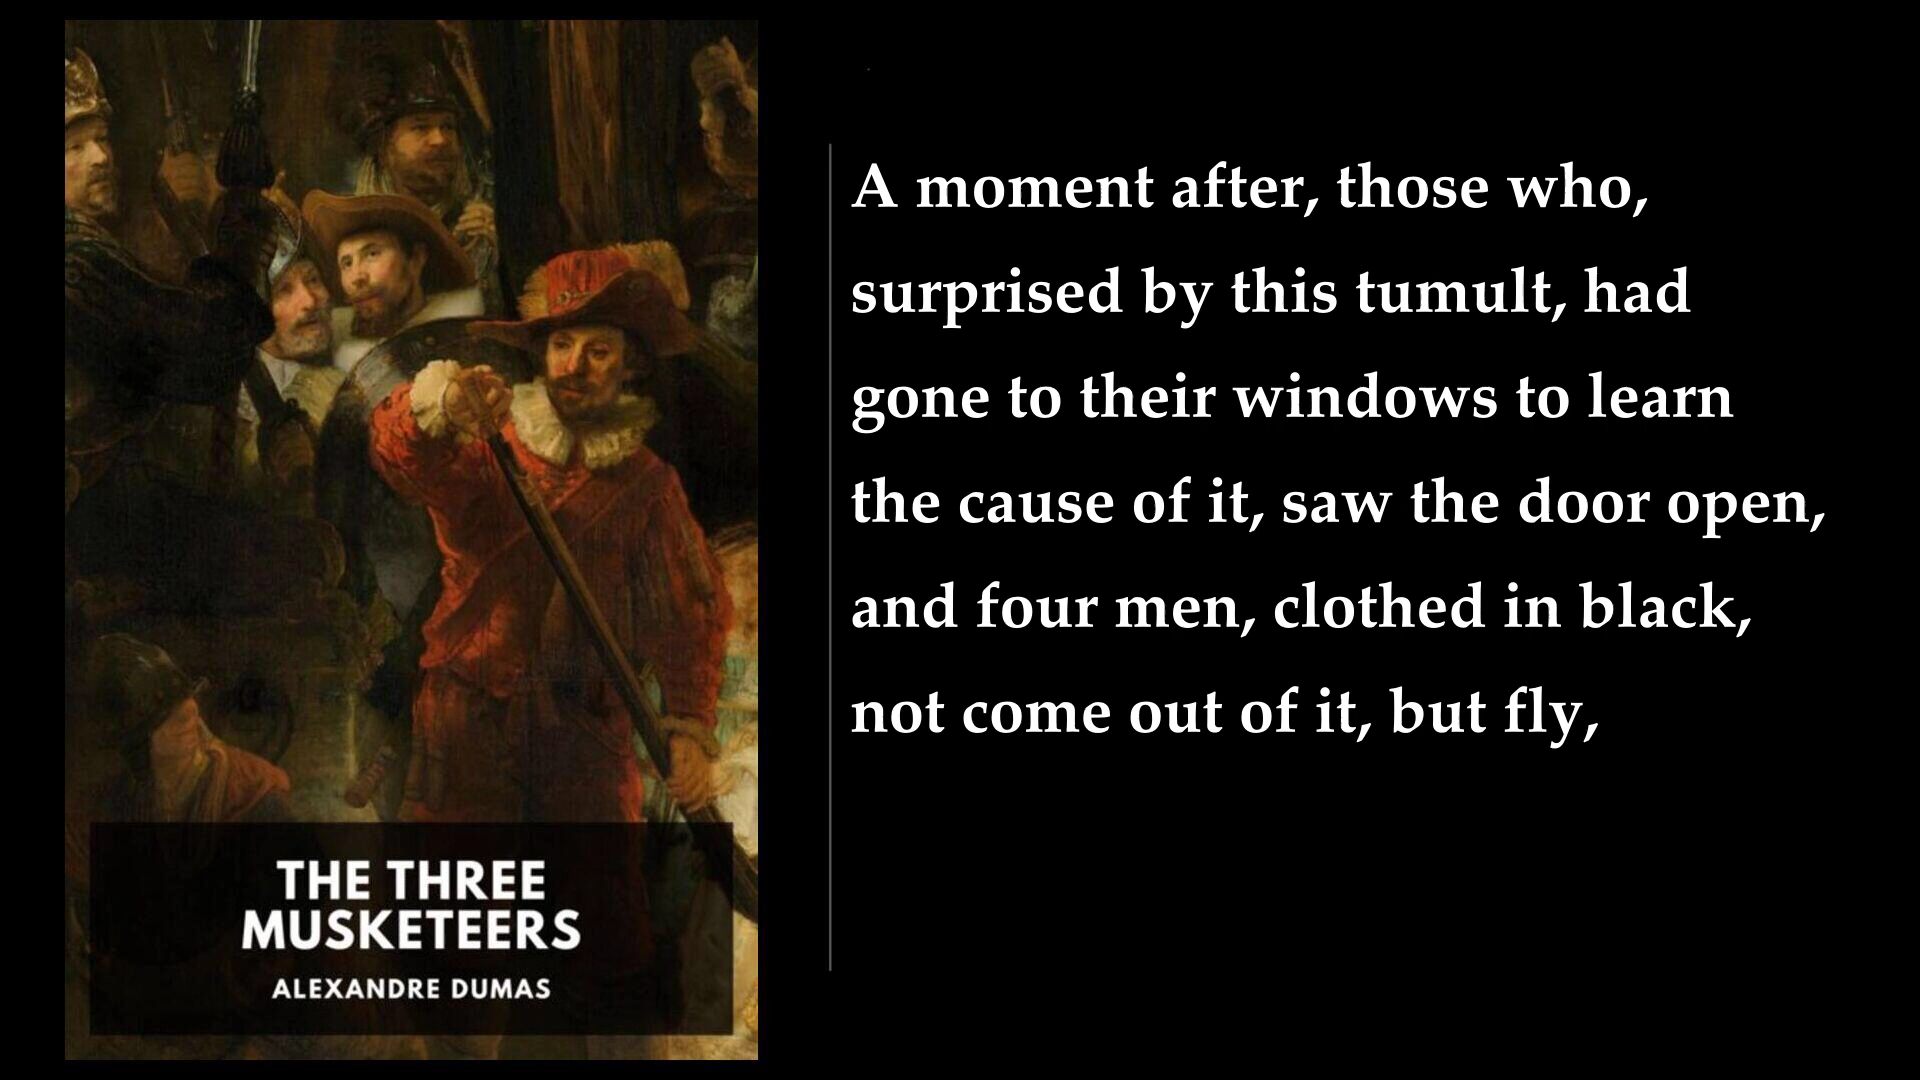 THE THREE
MUSKETEERS
ALEXANDRE DUMAS
A moment after, those who,
surprised by this tumult, had
gone to their windows to learn
the cause of it, saw the door open,
and four men, clothed in black,
not come out of it, but fly,